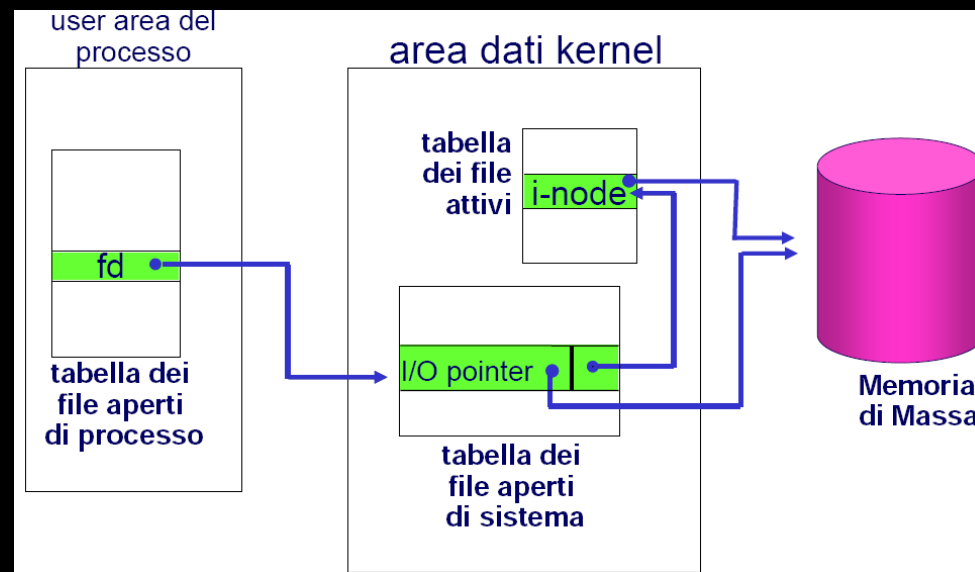 user area del
processo
area dati kernel
tabella
dei file
attivi
i-node
fd
I/O pointer
tabella dei
file aperti
di processo
tabella dei
file aperti
di sistema
Memoria
di Massa